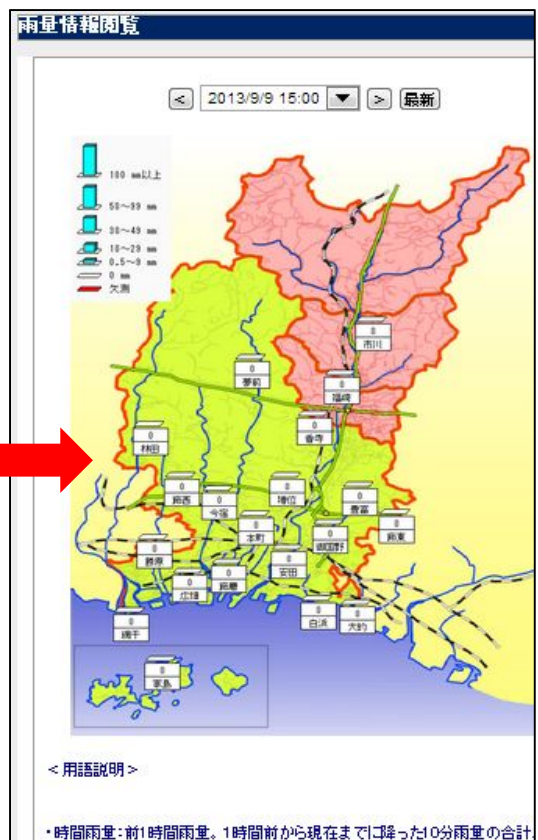 雨量情報閲覧
< 2013/9/9 15:00 ▼ > 最新
100 mm以上
50～99 mm
30～49 mm
10～29 mm
0.5～9 mm
0 mm
欠測
0
市川
0
夢前
0
福崎
0
香寺
0
林田
0
飾西
0
今宿
0
増位
0
豊富
0
本町
0
御国野
0
飾東
0
勝原
0
安田
0
広畑
0
飾磨
0
白浜
0
大的
0
網干
0
家島
<用語説明>
・時間雨量:前1時間雨量。1時間前から現在までに降った10分雨量の合計